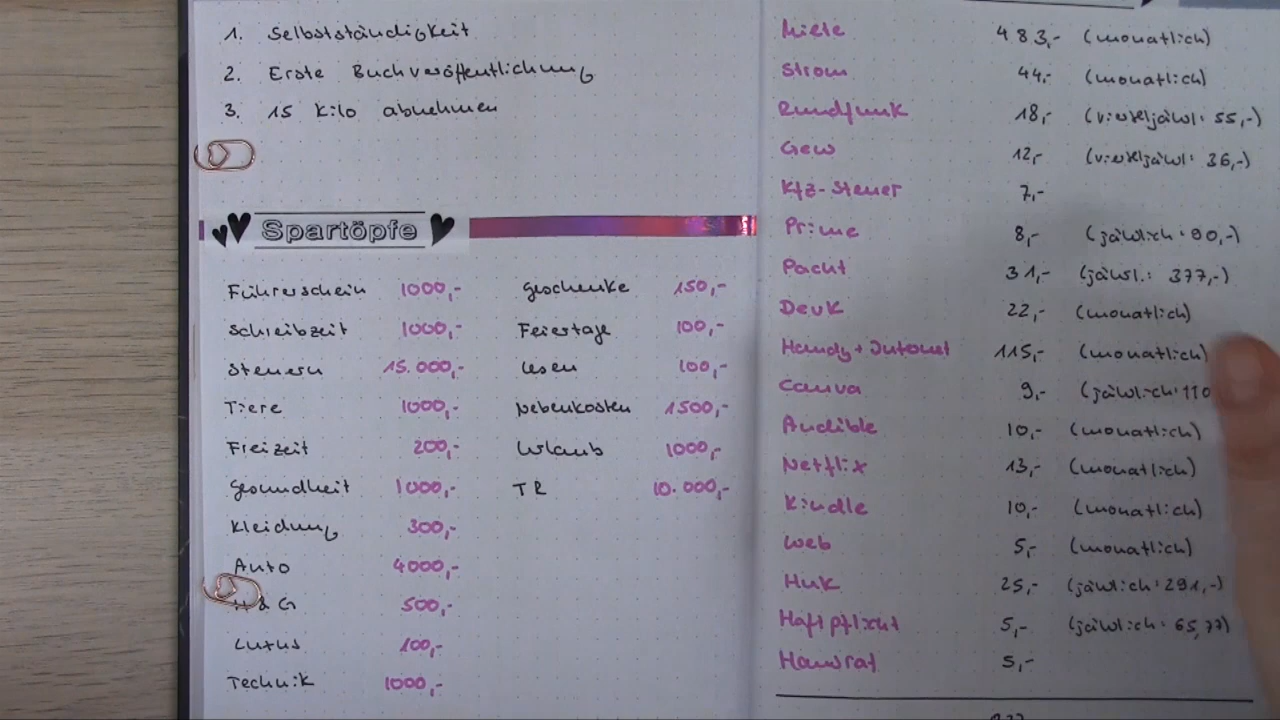 1. Selbstständigkeit
2. Erste Buchveröffentlichung
3. 15 Kilo abnehmen
Spartöpfe
Führerschein 1000,-
Schreibzeit 1000,-
Steuern 15.000,-
Tiere 1000,-
Freizeit 200,-
Gesundheit 1000,-
Kleidung 300,-
Auto 4000,-
& G 500,-
Luxus 100,-
Technik 1000,-
Geschenke 150,-
Feiertage 100,-
Lesen 100,-
Nebenkosten 1500,-
Urlaub 1000,-
TR 10.000,-
Miete 483,- (monatlich)
Strom 44,- (monatlich)
Rundfunk 18,- (vierteljährl: 55,-)
Gew 12,- (vierteljährl: 36,-)
Kfz-Steuer 7,-
Prime 8,- (jährlich: 90,-)
Pacht 31,- (jährl.: 377,-)
Devk 22,- (monatlich)
Handy + Internet 115,- (monatlich)
Canva 9,- (jährlich: 110
Audible 10,- (monatlich)
Netflix 13,- (monatlich)
Kindle 10,- (monatlich)
Web 5,- (monatlich)
Huk 25,- (jährlich: 291,-)
Haftpflicht 5,- (jährlich: 65,77)
Hausrat 5,-